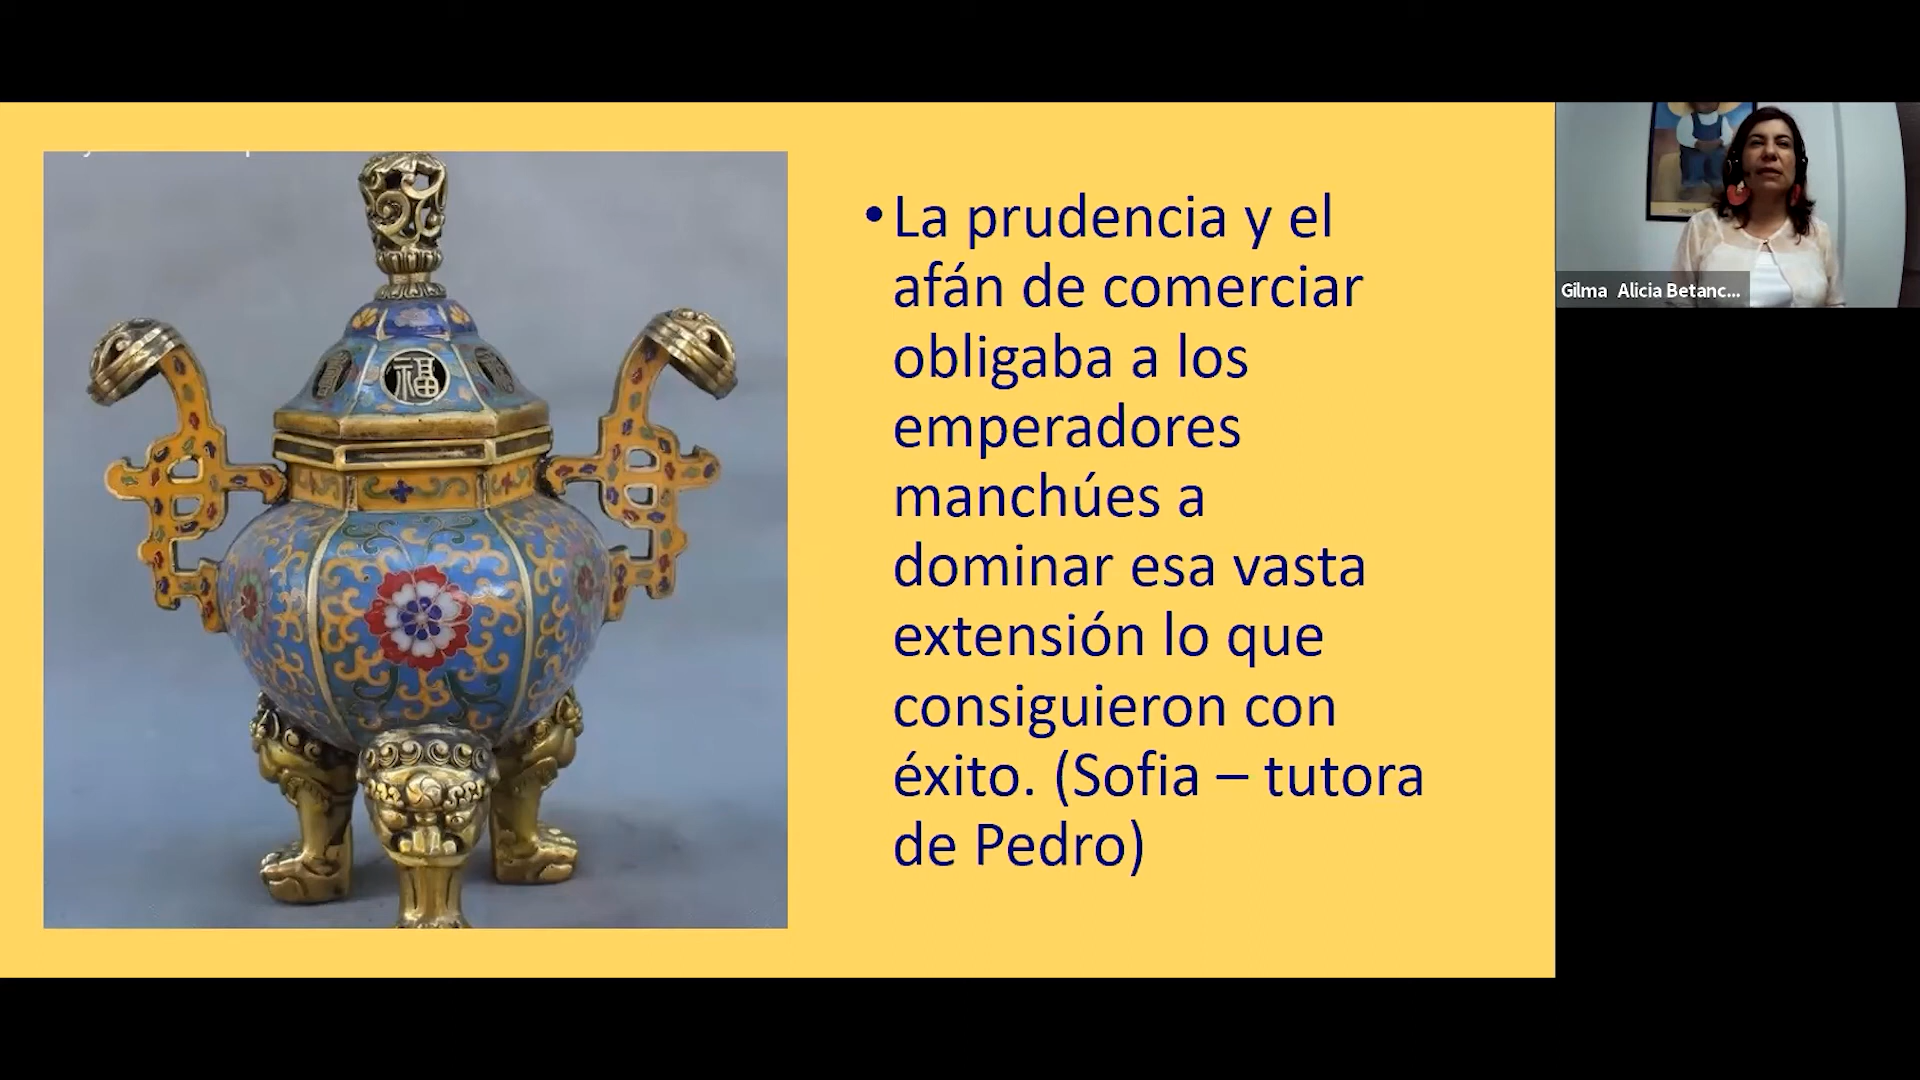 • La prudencia y el
afán de comerciar
obligaba a los
emperadores
manchúes a
dominar esa vasta
extensión lo que
consiguieron con
éxito. (Sofia – tutora
de Pedro)
福
Gilma Alicia Betanc...